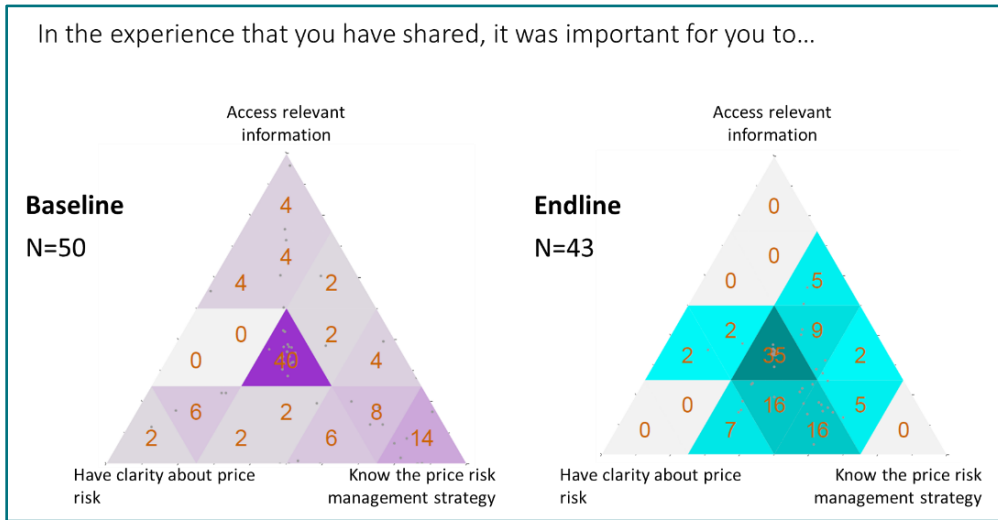 In the experience that you have shared, it was important for you to…
Access relevant
information
Baseline
N=50
4
4
4
2
0
2
0
40
4
6
2
8
2
2
6
14
Have clarity about price
risk
Know the price risk
management strategy
Access relevant
information
Endline
N=43
0
0
0
5
2
9
2
35
2
0
16
5
0
7
16
0
Have clarity about price
risk
Know the price risk
management strategy